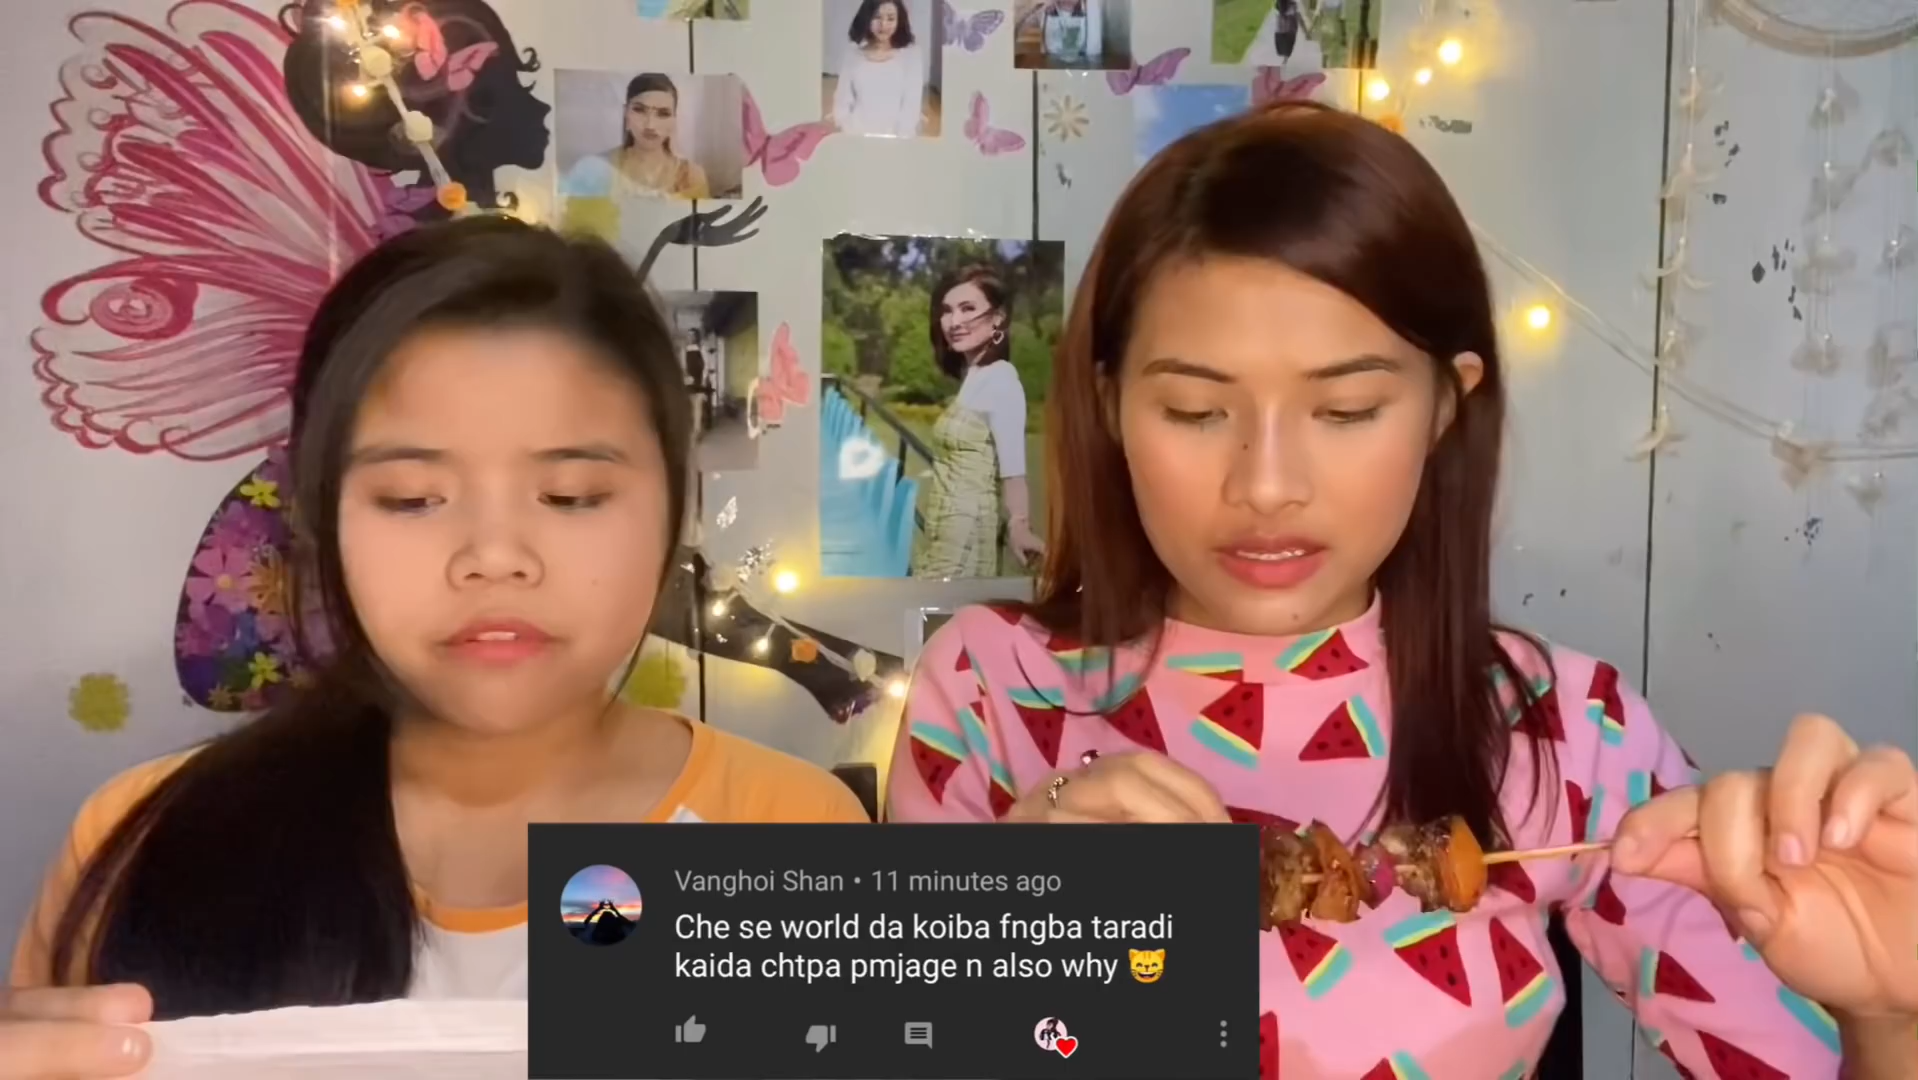 Vanghoi Shan • 11 minutes ago
Che se world da koiba fngba taradi
kaida chtpa pmjage n also why 😸